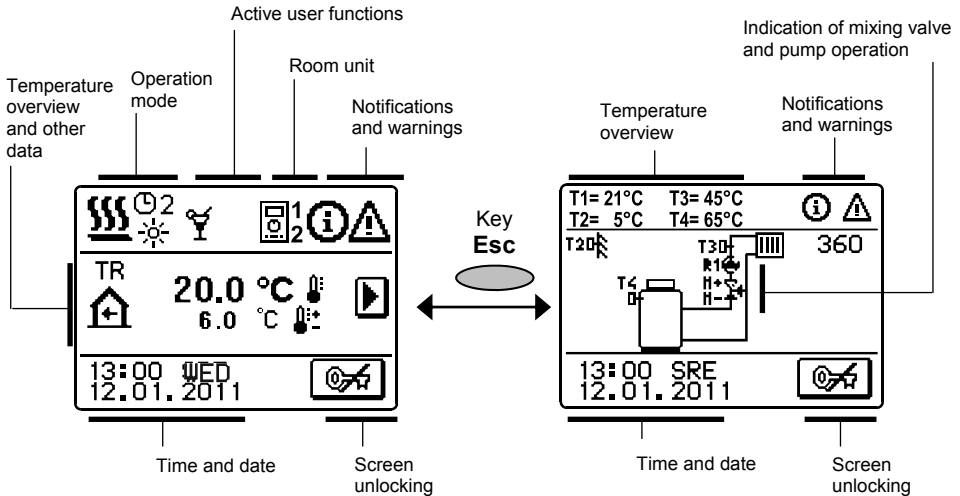 Active user functions
Indication of mixing valve
and pump operation
Room unit
Operation
mode
Temperature
overview
and other
data
Notifications
and warnings
Temperature
overview
Notifications
and warnings
2
1
2
TR
20.0 °C
6.0 °C
13:00 WED
12.01.2011
Key
Esc
T1= 21°C T3= 45°C
T2= 5°C T4= 65°C
360
T2
T3
R1
M+
M-
T4
13:00 SRE
12.01.2011
Time and date
Screen
unlocking
Time and date
Screen
unlocking